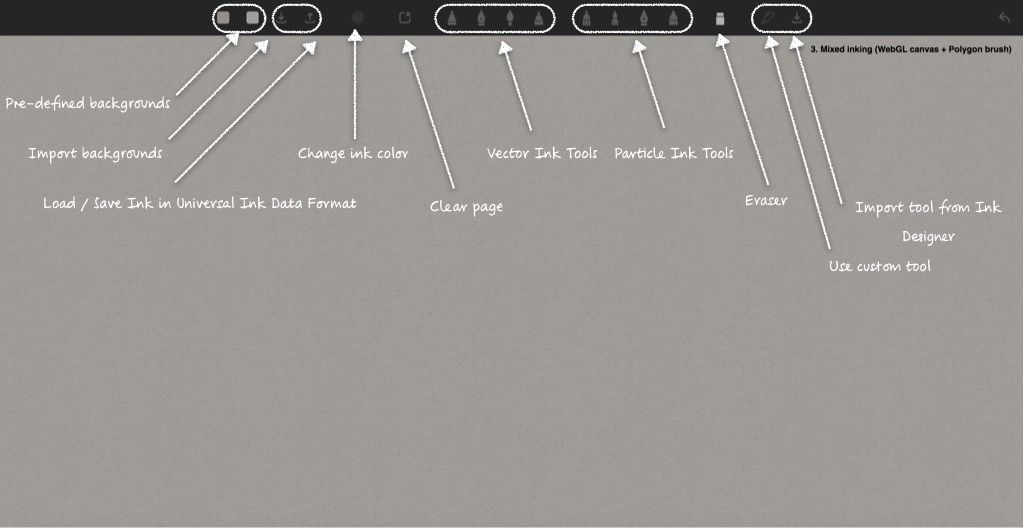 3. Mixed inking (WebGL canvas + Polygon brush)
Pre-defined backgrounds
Import backgrounds
Change ink color
Vector Ink Tools
Particle Ink Tools
Load / Save Ink in Universal Ink Data Format
Clear page
Eraser
Import tool from Ink
Designer
Use custom tool